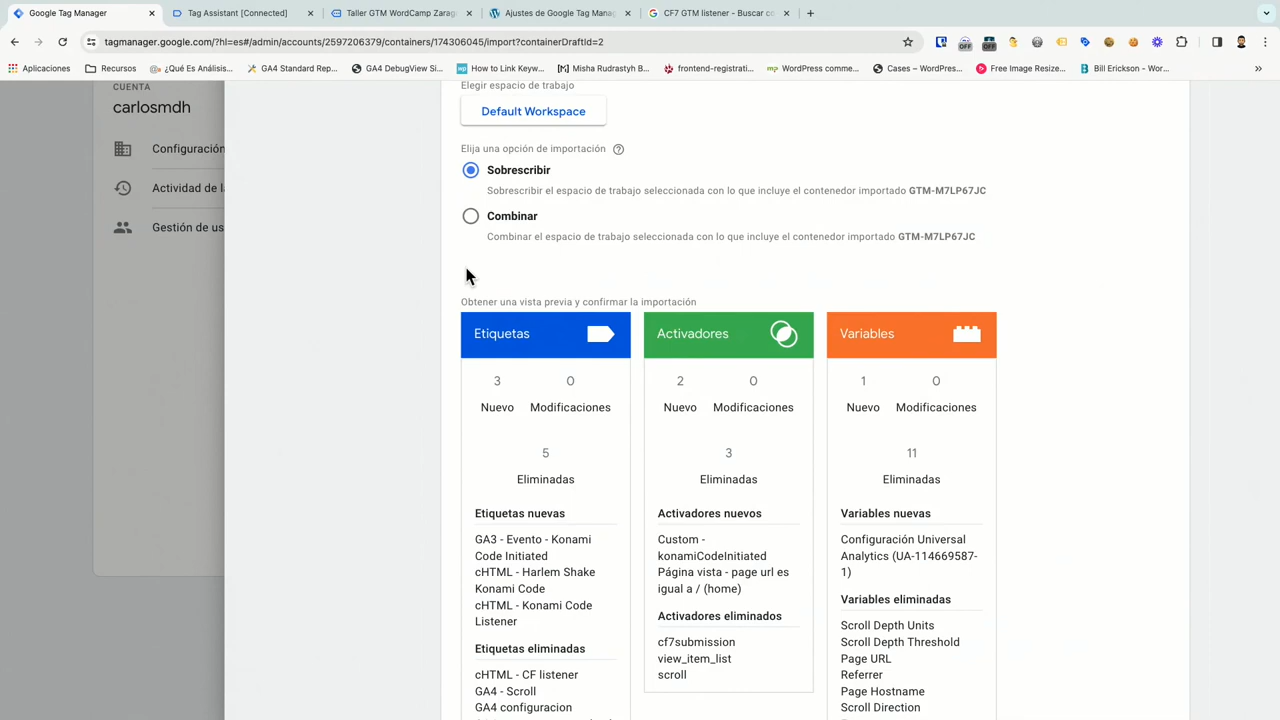 Google Tag Manager
Tag Assistant [Connected]
Taller GTM WordCamp Zarag
Ajustes de Google Tag Mana
CF7 GTM listener - Buscar co
tagmanager.google.com/?hl=es#/admin/accounts/2597206379/containers/174306045/import?containerDraftId=2
OFF
OFF
Aplicaciones
Recursos
¿Qué Es Análisis...
GA4 Standard Rep...
GA4 DebugView Si...
How to Link Keyw...
Misha Rudrastyh B...
frontend-registrati...
WordPress comme...
Cases – WordPres...
Free Image Resize...
Bill Erickson - Wor...
CUENTA
carlosmdh
Configuración
Actividad de l
Gestión de us
Elegir espacio de trabajo
Default Workspace
Elija una opción de importación
Sobrescribir
Sobrescribir el espacio de trabajo seleccionada con lo que incluye el contenedor importado GTM-M7LP67JC
Combinar
Combinar el espacio de trabajo seleccionada con lo que incluye el contenedor importado GTM-M7LP67JC
Obtener una vista previa y confirmar la importación
Etiquetas
3
0
Nuevo
Modificaciones
5
Eliminadas
Etiquetas nuevas
GA3 - Evento - Konami
Code Initiated
cHTML - Harlem Shake
Konami Code
cHTML - Konami Code
Listener
Etiquetas eliminadas
cHTML - CF listener
GA4 - Scroll
GA4 configuracion
Activadores
2
0
Nuevo
Modificaciones
3
Eliminadas
Activadores nuevos
Custom -
konamiCodeInitiated
Página vista - page url es
igual a / (home)
Activadores eliminados
cf7submission
view_item_list
scroll
Variables
1
0
Nuevo
Modificaciones
11
Eliminadas
Variables nuevas
Configuración Universal
Analytics (UA-114669587-
1)
Variables eliminadas
Scroll Depth Units
Scroll Depth Threshold
Page URL
Referrer
Page Hostname
Scroll Direction